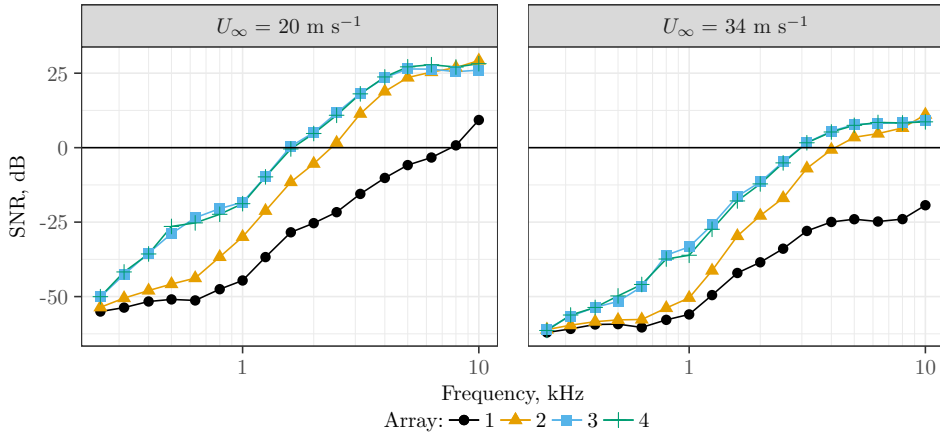 U∞ = 20 m s⁻¹
U∞ = 34 m s⁻¹
SNR, dB
25
0
-25
-50
1
10
1
10
Frequency, kHz
Array: 1 2 3 4